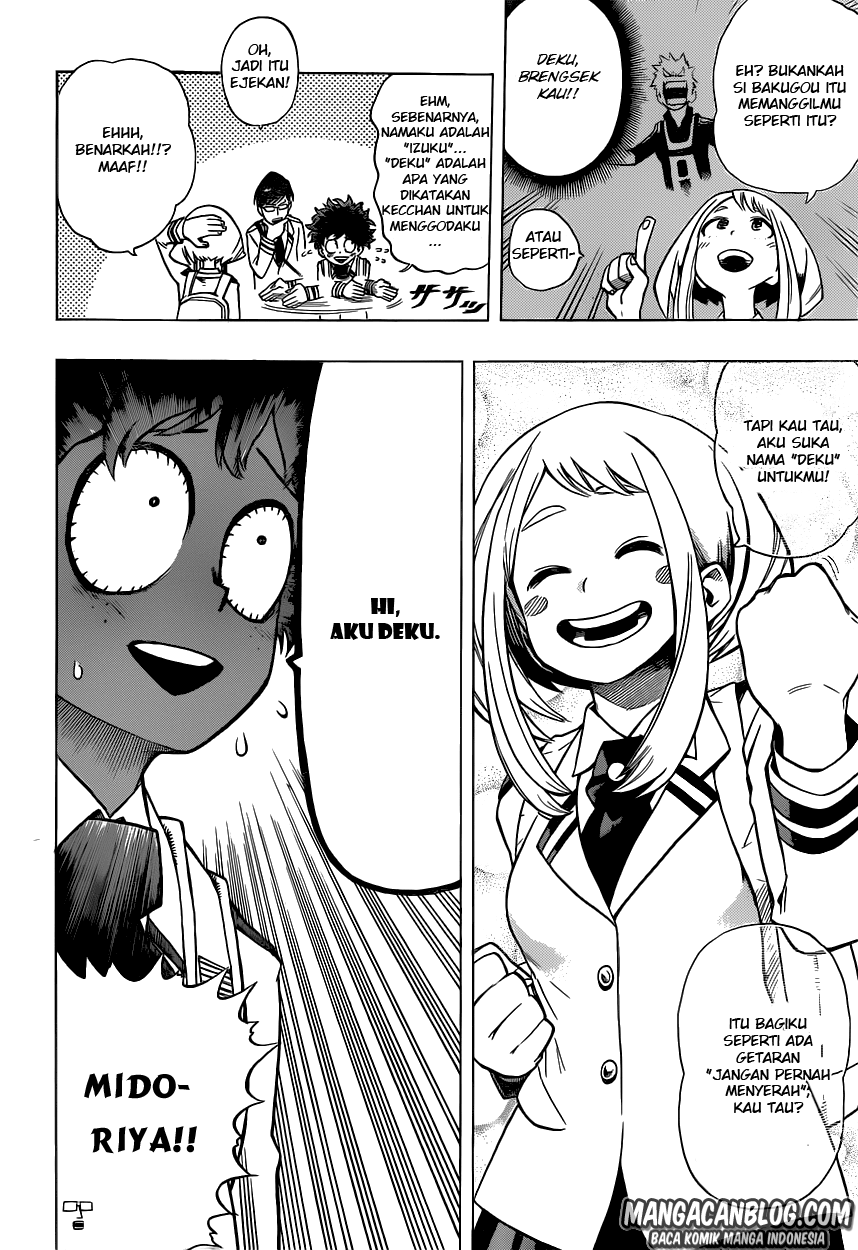 EH? BUKANKAH
SI BAKUGOU ITU
MEMANGGILMU
SEPERTI ITU?
DEKU,
BRENGSEK
KAU!!
ATAU
SEPERTI-
EHM,
SEBENARNYA,
NAMAKU ADALAH
"IZUKU"...
"DEKU" ADALAH
APA YANG
DIKATAKAN
KECCHAN UNTUK
MENGGODAKU
...
OH,
JADI ITU
EJEKAN!
EHHH,
BENARKAH!!?
MAAF!!
ザ ザッ
TAPI KAU TAU,
AKU SUKA
NAMA "DEKU"
UNTUKMU!
ITU BAGIKU
SEPERTI ADA
GETARAN
"JANGAN PERNAH
MENYERAH",
KAU TAU?
HI,
AKU DEKU.
MIDO-
RIYA!!
MANGACANBLOG.COM
BACA KOMIK MANGA INDONESIA